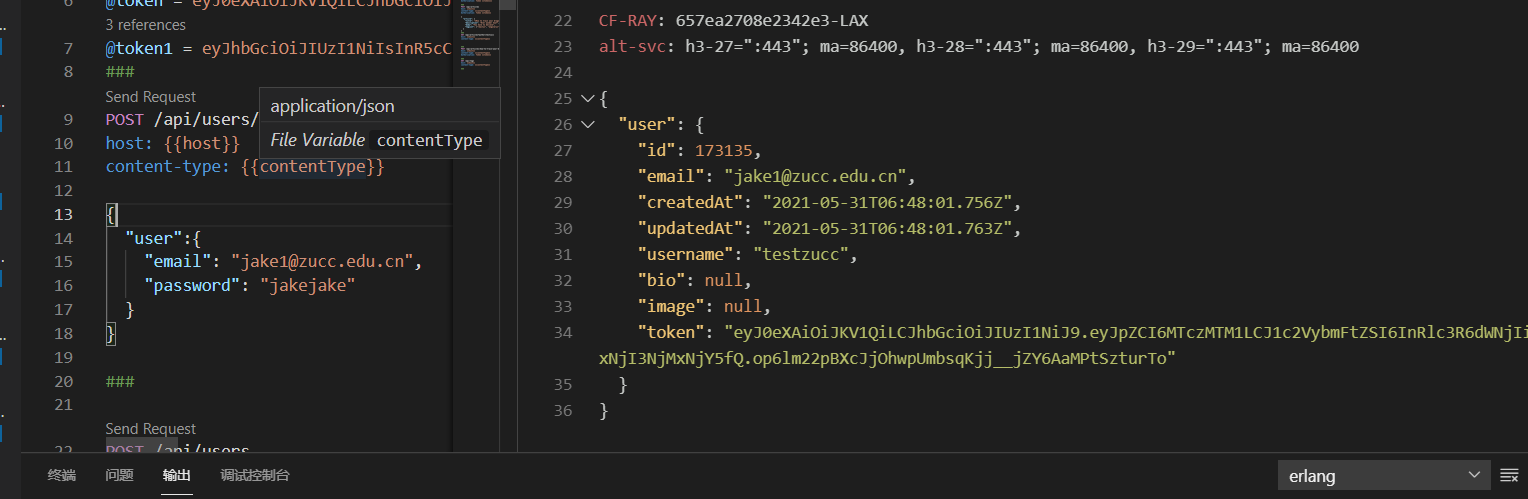 6 @token = eyJ0eXAiOiJKV1QiLCJhbGciOiJ
3 references
7 @token1 = eyJhbGciOiJIUzI1NiIsInR5cC
8 ###
Send Request
9 POST /api/users/
application/json
File Variable contentType
10 host: {{host}}
11 content-type: {{contentType}}
12
13 {
14 "user":{
15 "email": "jake1@zucc.edu.cn",
16 "password": "jakejake"
17 }
18 }
19
20 ###
21
Send Request
22 POST /api/users
22 CF-RAY: 657ea2708e2342e3-LAX
23 alt-svc: h3-27=":443"; ma=86400, h3-28=":443"; ma=86400, h3-29=":443"; ma=86400
24
25 {
26 "user": {
27 "id": 173135,
28 "email": "jake1@zucc.edu.cn",
29 "createdAt": "2021-05-31T06:48:01.756Z",
30 "updatedAt": "2021-05-31T06:48:01.763Z",
31 "username": "testzucc",
32 "bio": null,
33 "image": null,
34 "token": "eyJ0eXAiOiJKV1QiLCJhbGciOiJIUzI1NiJ9.eyJpZCI6MTczMTM1LCJ1c2VybmFtZSI6InRlc3R6dWNjIi
xNjI3NjMxNjY5fQ.op6lm22pBXcJjOhwpUmbsqKjj__jZY6AaMPtSzturTo"
35 }
36 }
终端 问题 输出 调试控制台
erlang